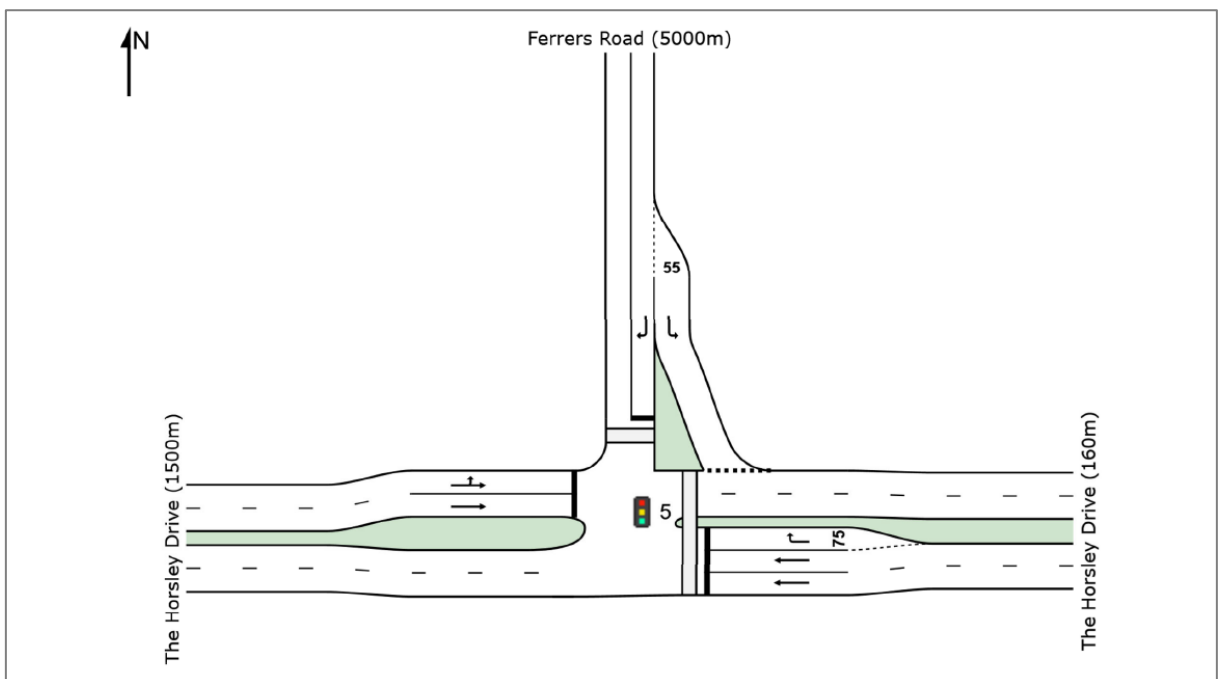 N
Ferrers Road (5000m)
55
The Horsley Drive (1500m)
5
75
The Horsley Drive (160m)